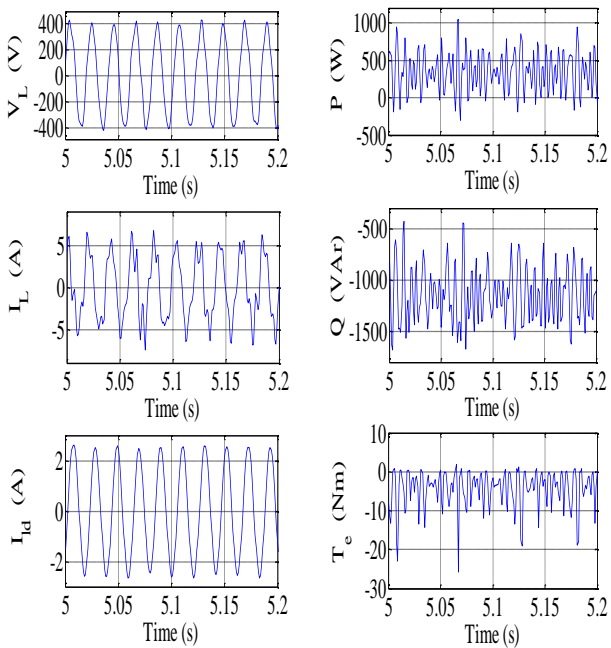 V_L (V)
400
200
0
-200
-400
5 5.05 5.1 5.15 5.2
Time (s)
P (W)
1000
500
0
-500
5 5.05 5.1 5.15 5.2
Time (s)
I_L (A)
5
0
-5
5 5.05 5.1 5.15 5.2
Time (s)
Q (VAr)
-500
-1000
-1500
5 5.05 5.1 5.15 5.2
Time (s)
I_ld (A)
2
0
-2
5 5.05 5.1 5.15 5.2
Time (s)
T_e (Nm)
10
0
-10
-20
-30
5 5.05 5.1 5.15 5.2
Time (s)